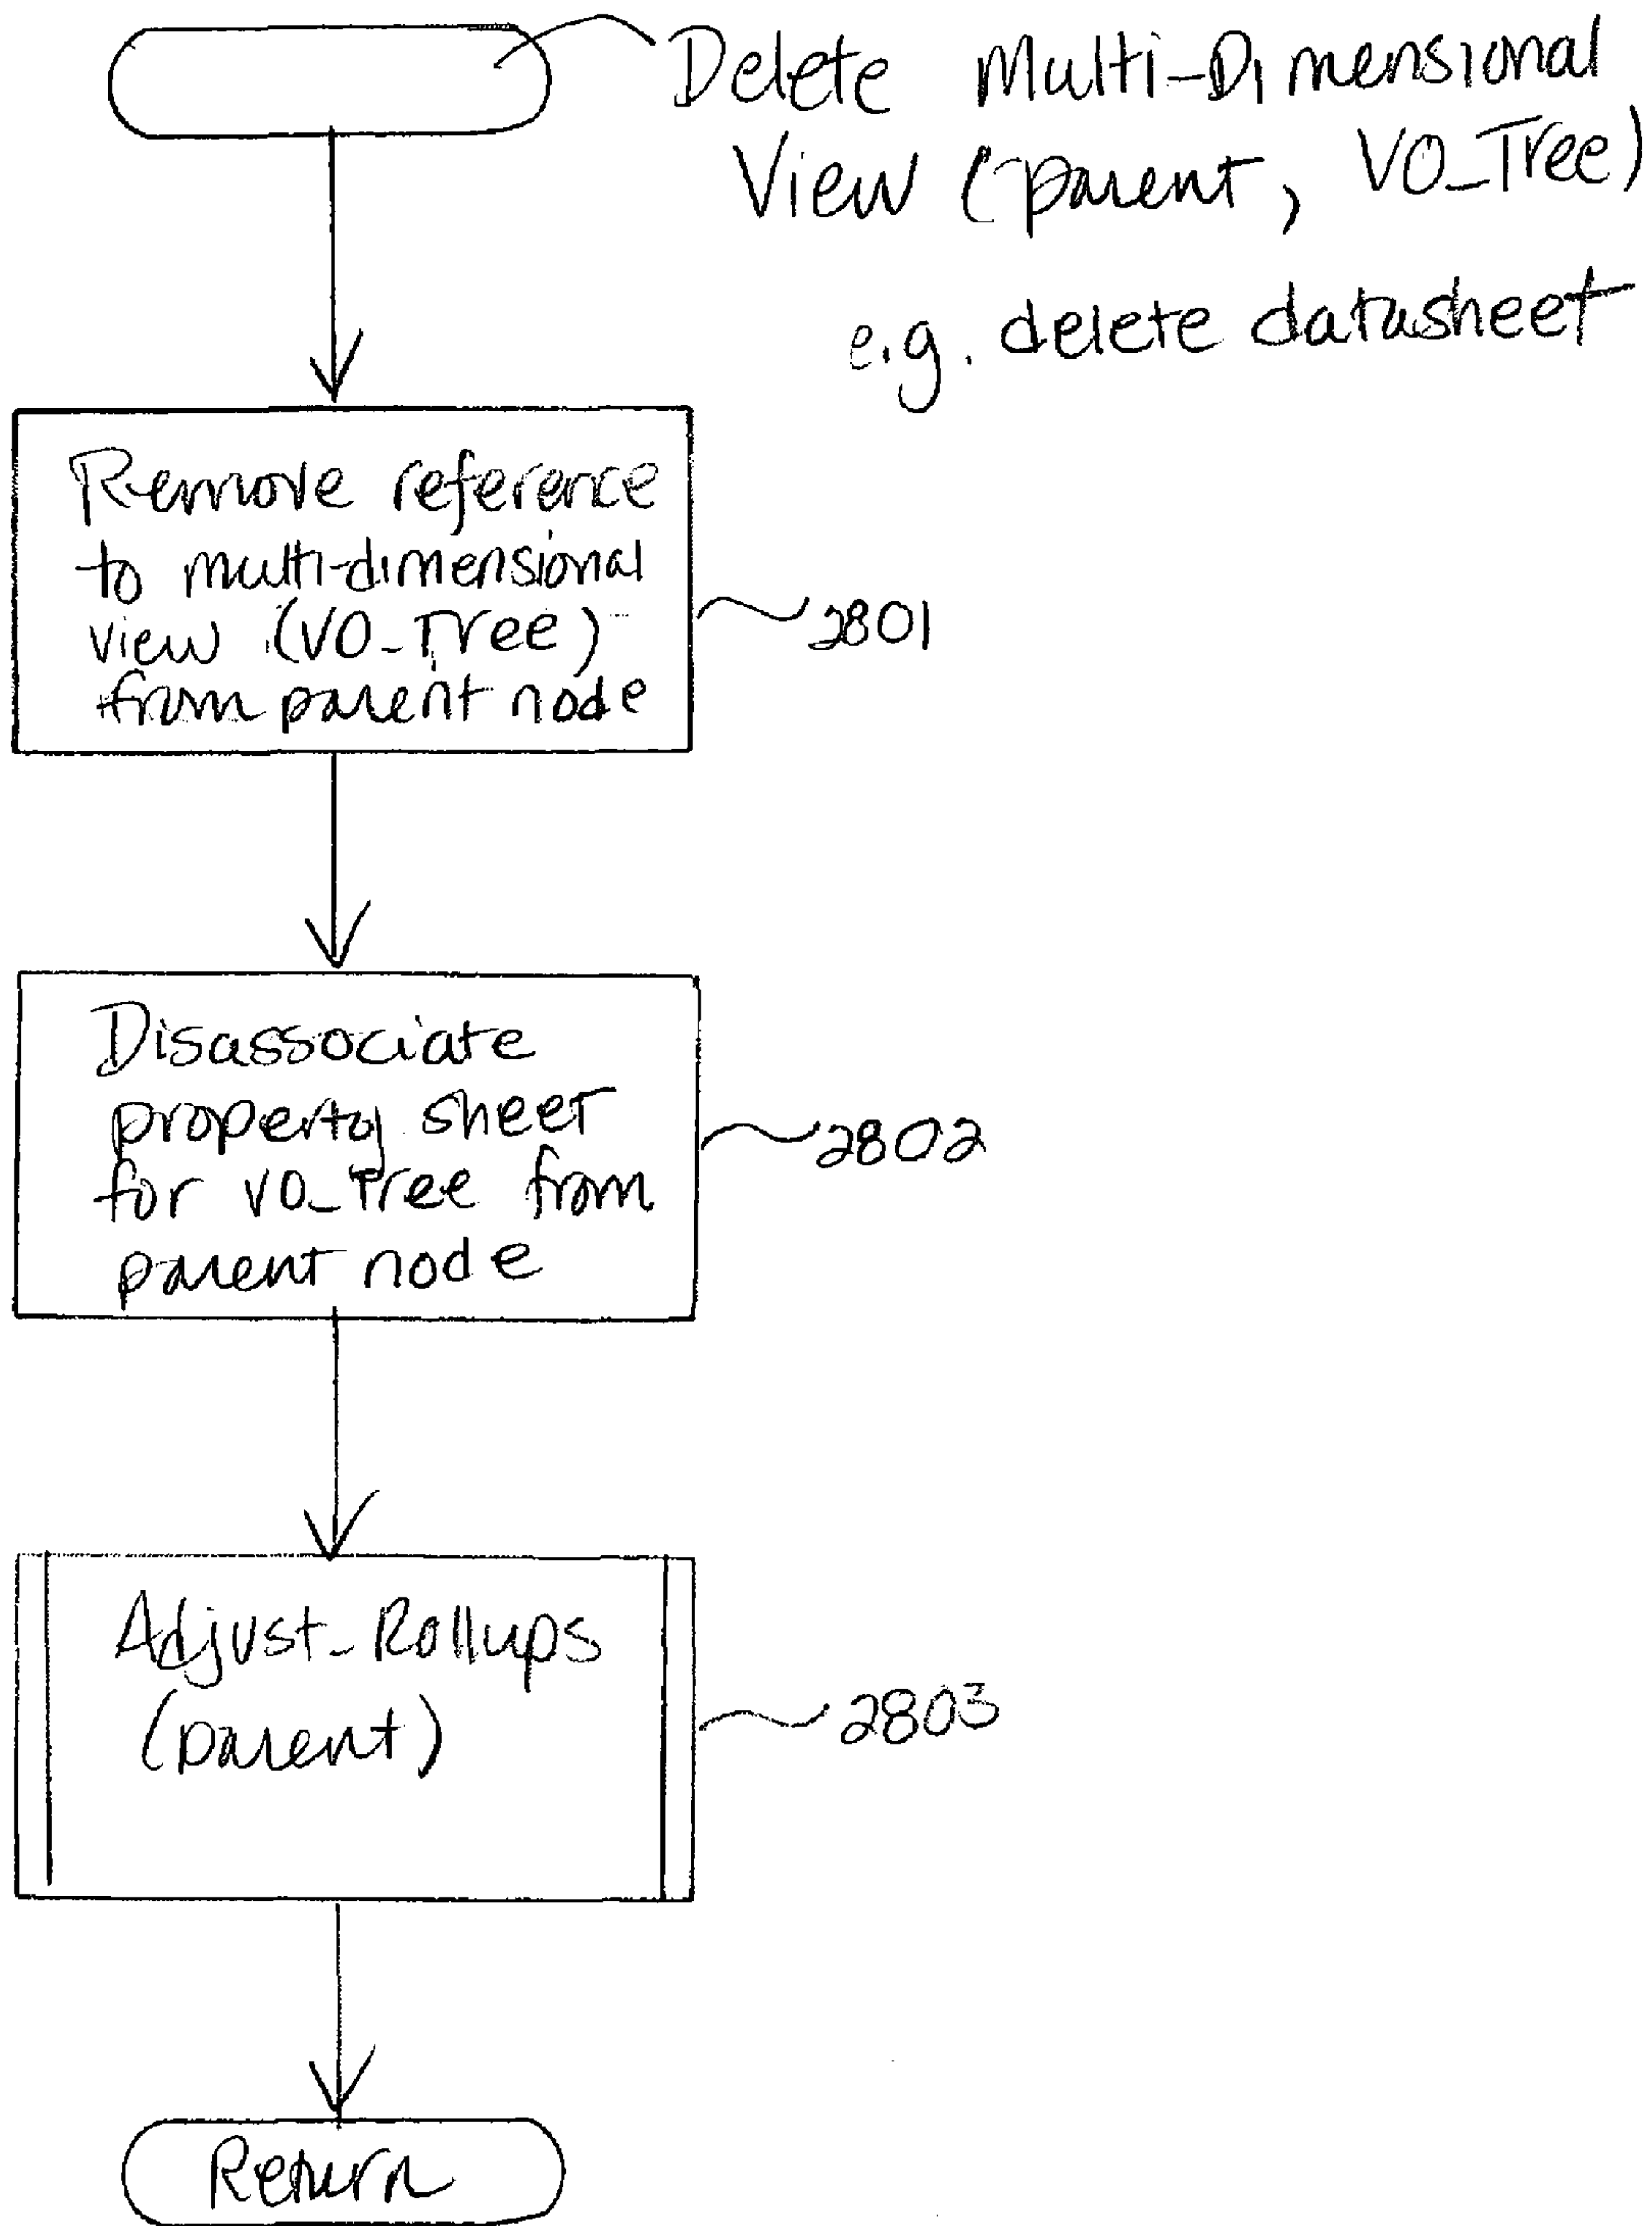 Delete Multi-Dimensional
View (parent, VO_Tree)
e.g. delete datasheet
Remove reference
to multi-dimensional
view (VO_Tree)
from parent node
2801
Disassociate
property sheet
for VO_Tree from
parent node
2802
Adjust_Rollups
(parent)
2803
Return